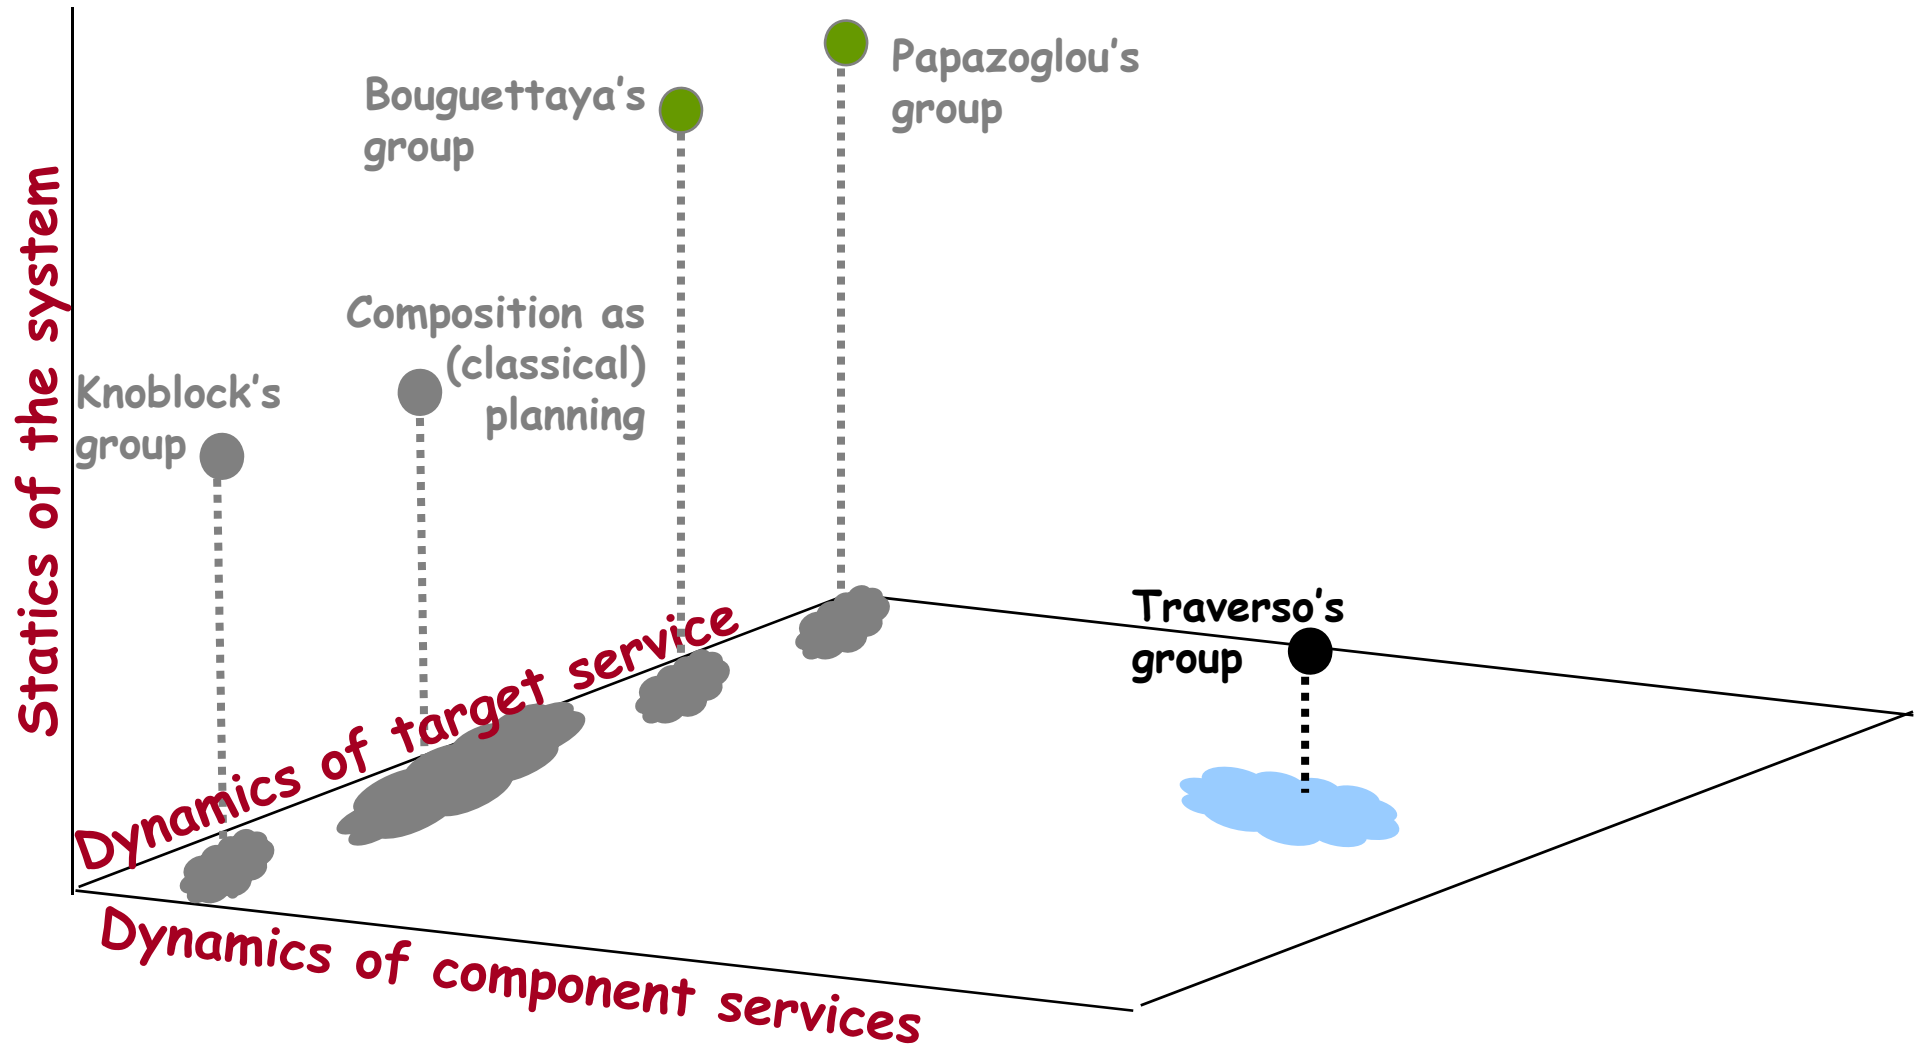 Papazoglou's
group
Bouguettaya's
group
Composition as
(classical)
planning
Knoblock's
group
Statics of the system
Traverso's
group
Dynamics of target service
Dynamics of component services